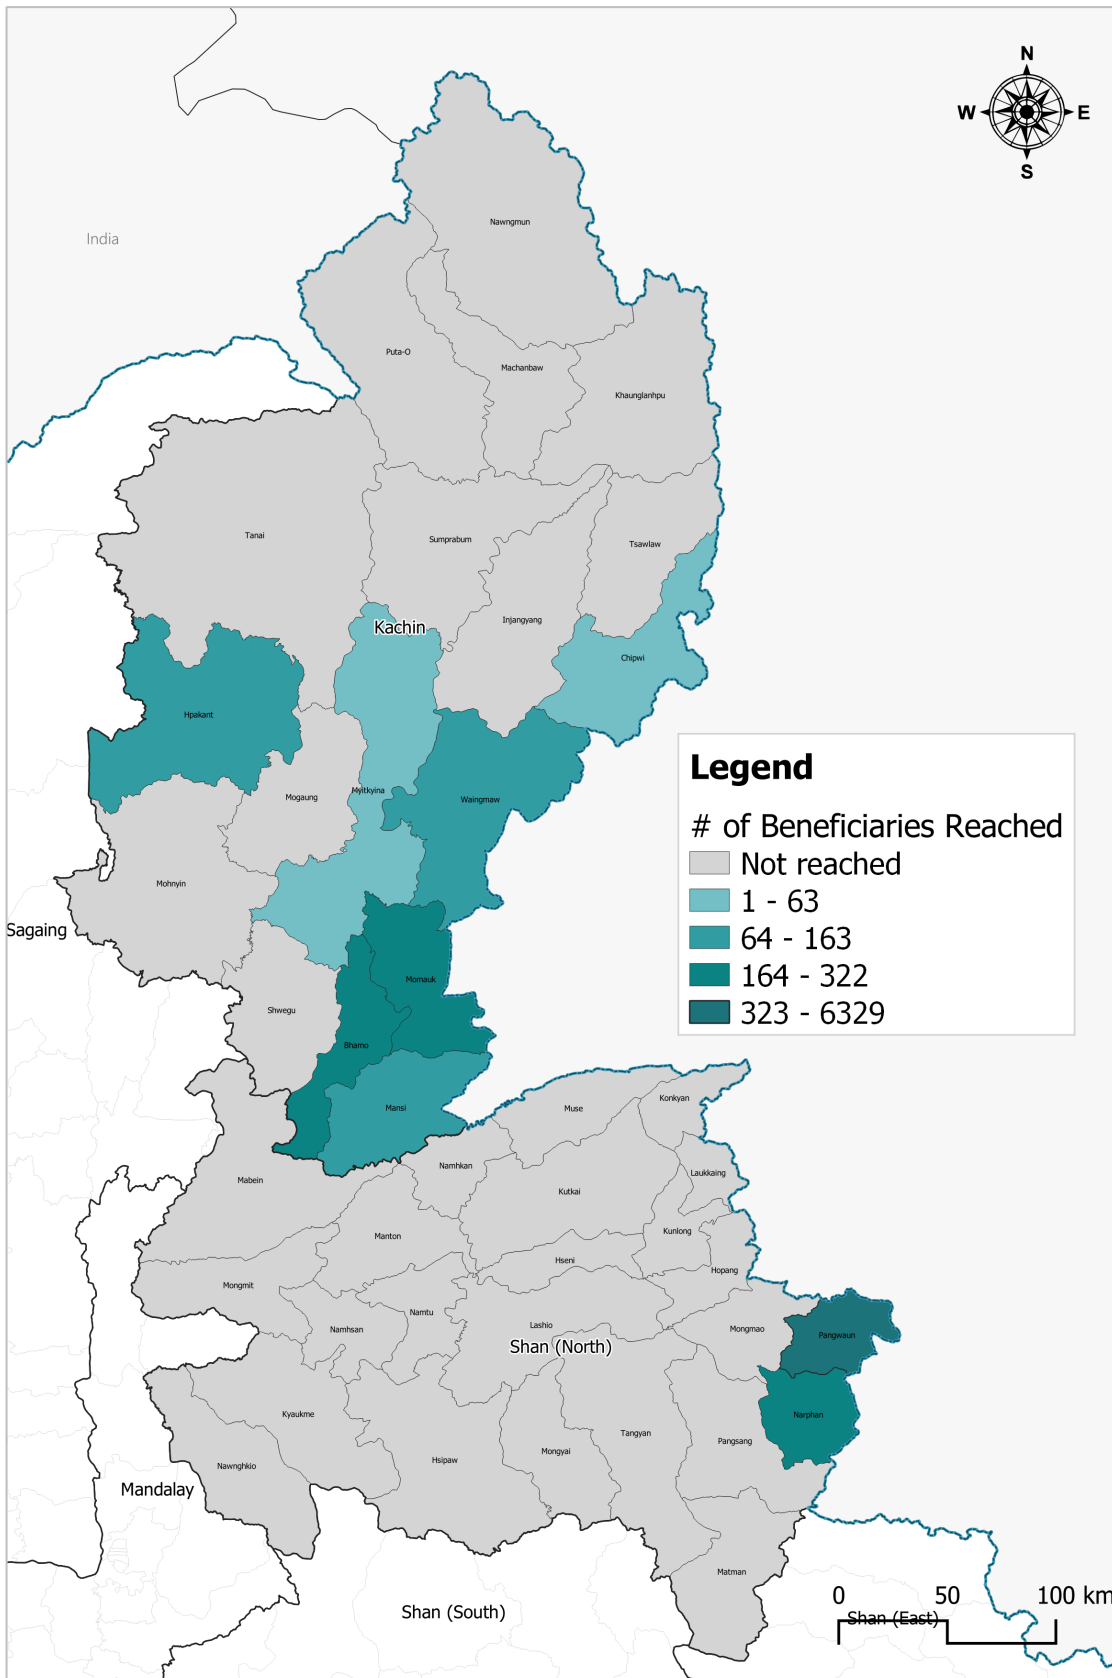 N
W
E
S
India
Nawngmun
Puta-O
Machanbaw
Khaunglanhpu
Tanai
Sumprabum
Tsawlaw
Injangyang
Kachin
Chipwi
Hpakant
Mogaung
Myitkyina
Waingmaw
Mohnyin
Sagaing
Momauk
Shwegu
Bhamo
Mansi
Legend
# of Beneficiaries Reached
Not reached
1 - 63
64 - 163
164 - 322
323 - 6329
Konkyan
Muse
Namhkan
Laukkaing
Mabein
Kutkai
Manton
Kunlong
Hseni
Hopang
Mongmit
Namtu
Lashio
Namhsan
Mongmao
Pangwaun
Shan (North)
Kyaukme
Narphan
Tangyan
Pangsang
Mongyai
Hsipaw
Nawnghkio
Mandalay
Matman
Shan (South)
0 50 100 km
Shan (East)